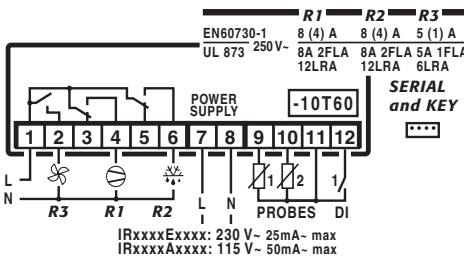 R1 R2 R3
EN60730-1 250V~ 8 (4) A 8 (4) A 5 (1) A
UL 873 8A 2FLA 8A 2FLA 5A 1FLA
12LRA 12LRA 6LRA
SERIAL
and KEY
POWER
SUPPLY
-10T60
1 2 3 4 5 6 7 8 9 10 11 12
L
N
R3 R1 R2
L N
1 2 1
PROBES DI
IRxxxxExxxx: 230 V~ 25mA~ max
IRxxxxAxxxx: 115 V~ 50mA~ max